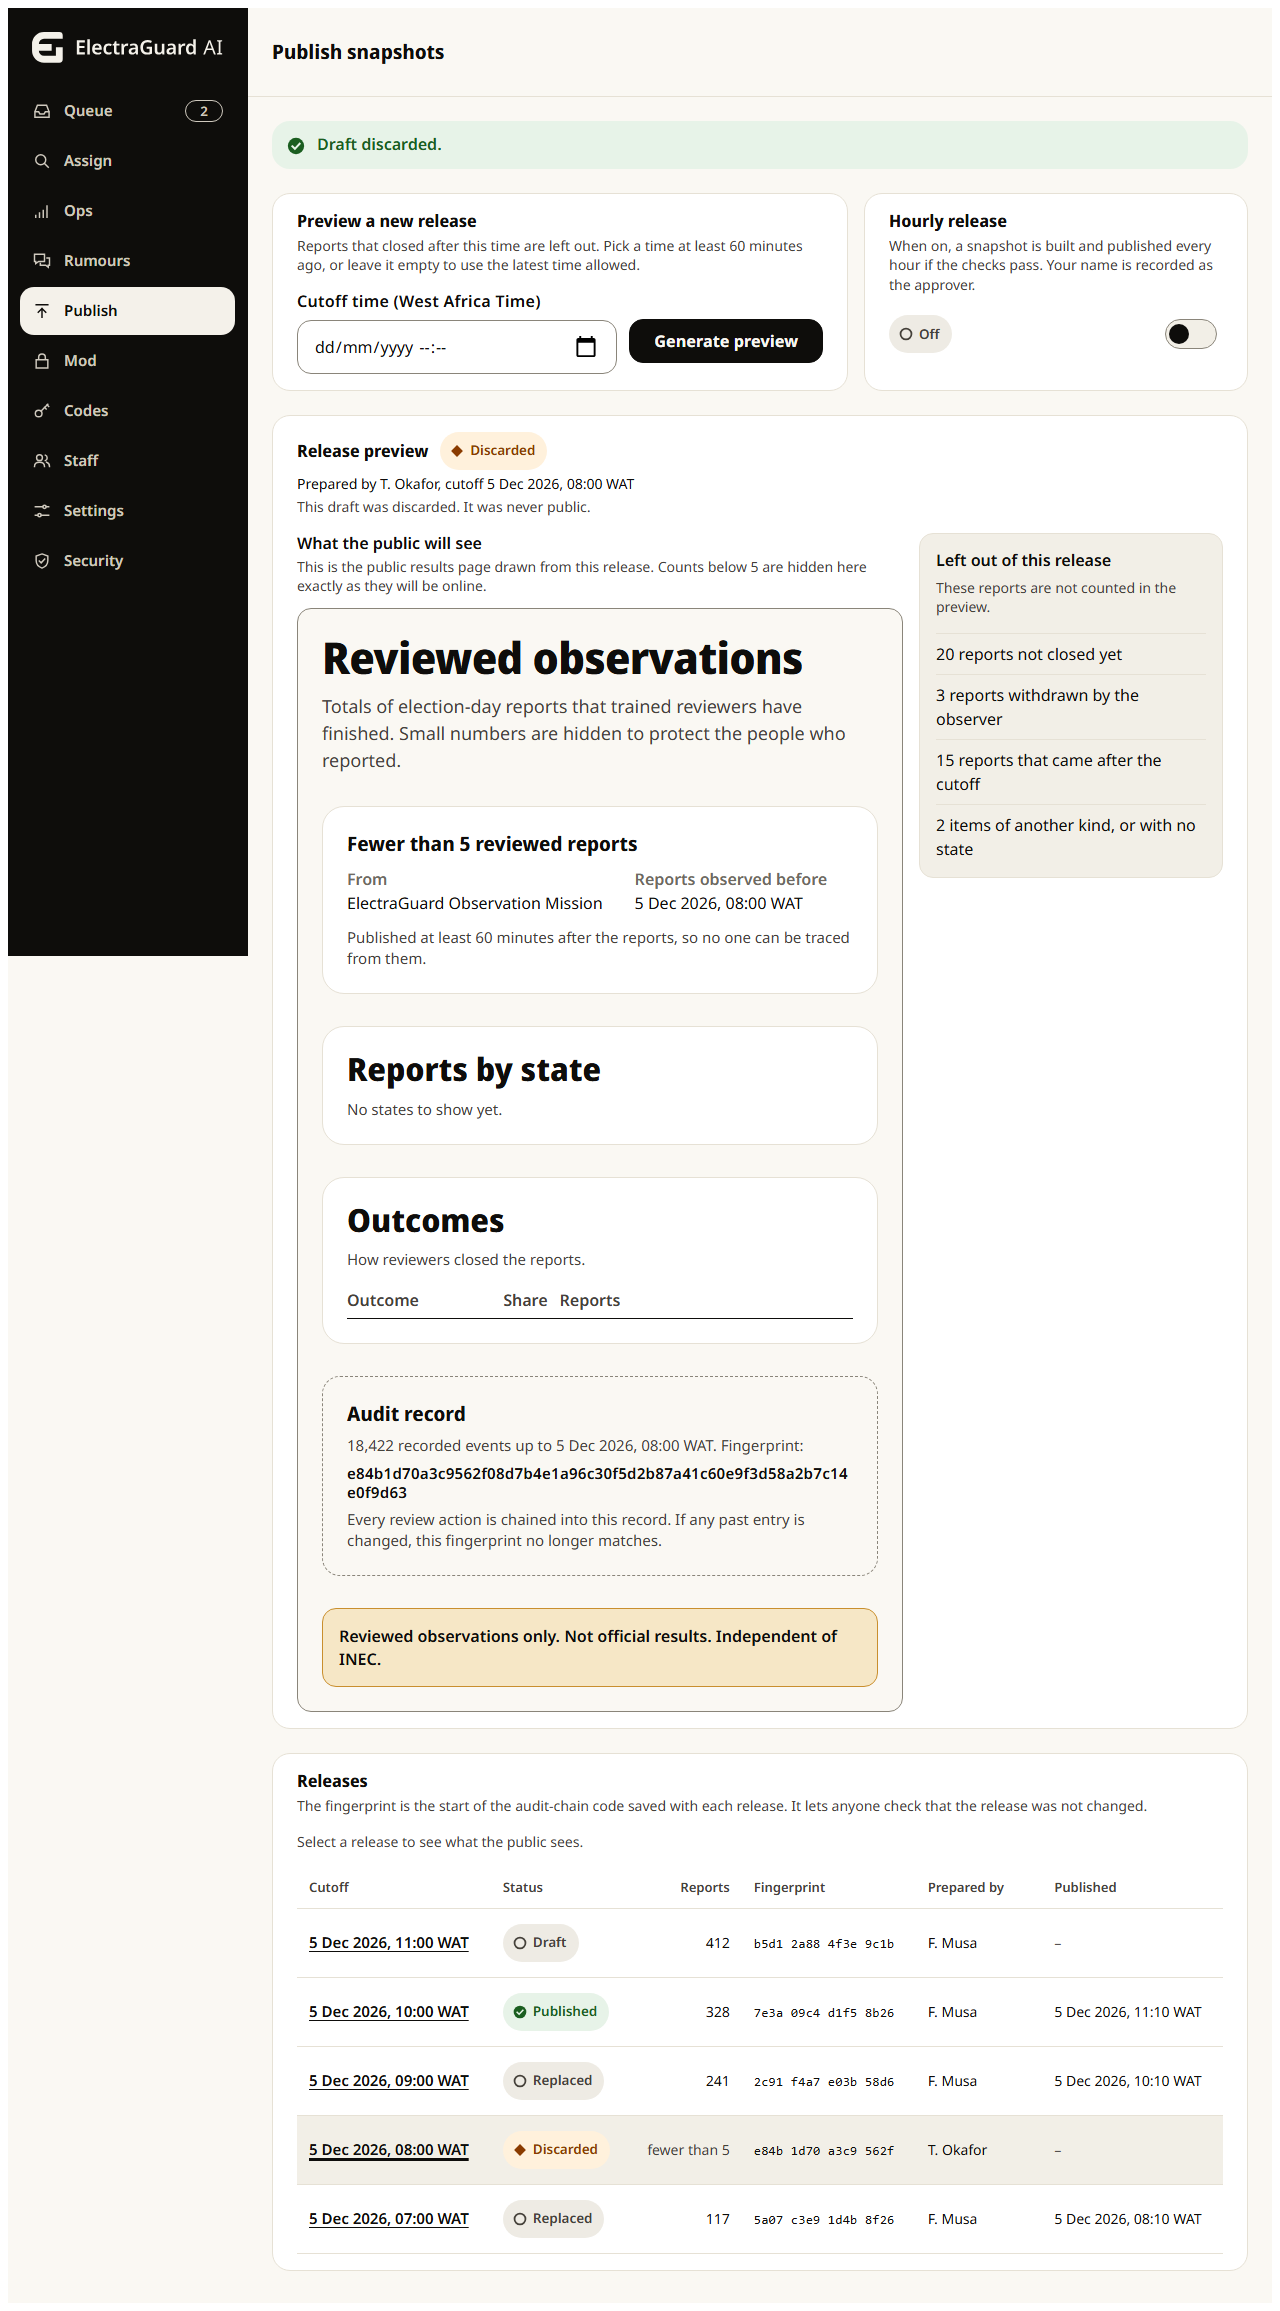 ElectraGuard AI
Queue 2
Assign
Ops
Rumours
Publish
Mod
Codes
Staff
Settings
Security
Publish snapshots
Draft discarded.
Preview a new release
Reports that closed after this time are left out. Pick a time at least 60 minutes
ago, or leave it empty to use the latest time allowed.
Cutoff time (West Africa Time)
dd/mm/yyyy --:--
Generate preview
Hourly release
When on, a snapshot is built and published every
hour if the checks pass. Your name is recorded as
the approver.
Off
Release preview Discarded
Prepared by T. Okafor, cutoff 5 Dec 2026, 08:00 WAT
This draft was discarded. It was never public.
What the public will see
This is the public results page drawn from this release. Counts below 5 are hidden here
exactly as they will be online.
Reviewed observations
Totals of election-day reports that trained reviewers have
finished. Small numbers are hidden to protect the people who
reported.
Fewer than 5 reviewed reports
From Reports observed before
ElectraGuard Observation Mission 5 Dec 2026, 08:00 WAT
Published at least 60 minutes after the reports, so no one can be traced
from them.
Reports by state
No states to show yet.
Outcomes
How reviewers closed the reports.
Outcome Share Reports
Audit record
18,422 recorded events up to 5 Dec 2026, 08:00 WAT. Fingerprint:
e84b1d70a3c9562f08d7b4e1a96c30f5d2b87a41c60e9f3d58a2b7c14
e0f9d63
Every review action is chained into this record. If any past entry is
changed, this fingerprint no longer matches.
Reviewed observations only. Not official results. Independent of
INEC.
Left out of this release
These reports are not counted in the
preview.
20 reports not closed yet
3 reports withdrawn by the
observer
15 reports that came after the
cutoff
2 items of another kind, or with no
state
Releases
The fingerprint is the start of the audit-chain code saved with each release. It lets anyone check that the release was not changed.
Select a release to see what the public sees.
Cutoff Status Reports Fingerprint Prepared by Published
5 Dec 2026, 11:00 WAT Draft 412 b5d1 2a88 4f3e 9c1b F. Musa –
5 Dec 2026, 10:00 WAT Published 328 7e3a 09c4 d1f5 8b26 F. Musa 5 Dec 2026, 11:10 WAT
5 Dec 2026, 09:00 WAT Replaced 241 2c91 f4a7 e03b 58d6 F. Musa 5 Dec 2026, 10:10 WAT
5 Dec 2026, 08:00 WAT Discarded fewer than 5 e84b 1d70 a3c9 562f T. Okafor –
5 Dec 2026, 07:00 WAT Replaced 117 5a07 c3e9 1d4b 8f26 F. Musa 5 Dec 2026, 08:10 WAT